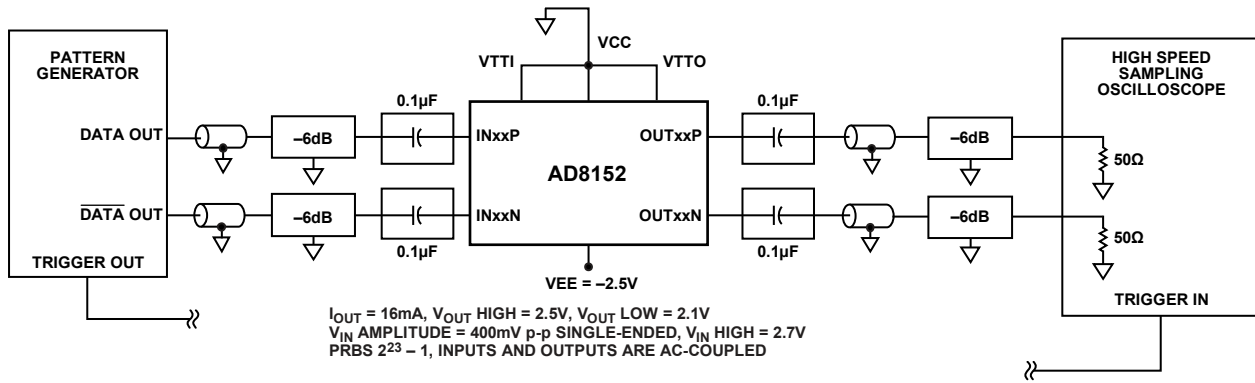 PATTERN
GENERATOR
DATA OUT
DATA OUT
TRIGGER OUT
–6dB
–6dB
0.1µF
0.1µF
VTTI
VCC
VTTO
INxxP
INxxN
AD8152
OUTxxP
OUTxxN
VEE = –2.5V
0.1µF
0.1µF
–6dB
–6dB
HIGH SPEED
SAMPLING
OSCILLOSCOPE
50Ω
50Ω
TRIGGER IN
IOUT = 16mA, VOUT HIGH = 2.5V, VOUT LOW = 2.1V
VIN AMPLITUDE = 400mV p-p SINGLE-ENDED, VIN HIGH = 2.7V
PRBS 2²³ – 1, INPUTS AND OUTPUTS ARE AC-COUPLED